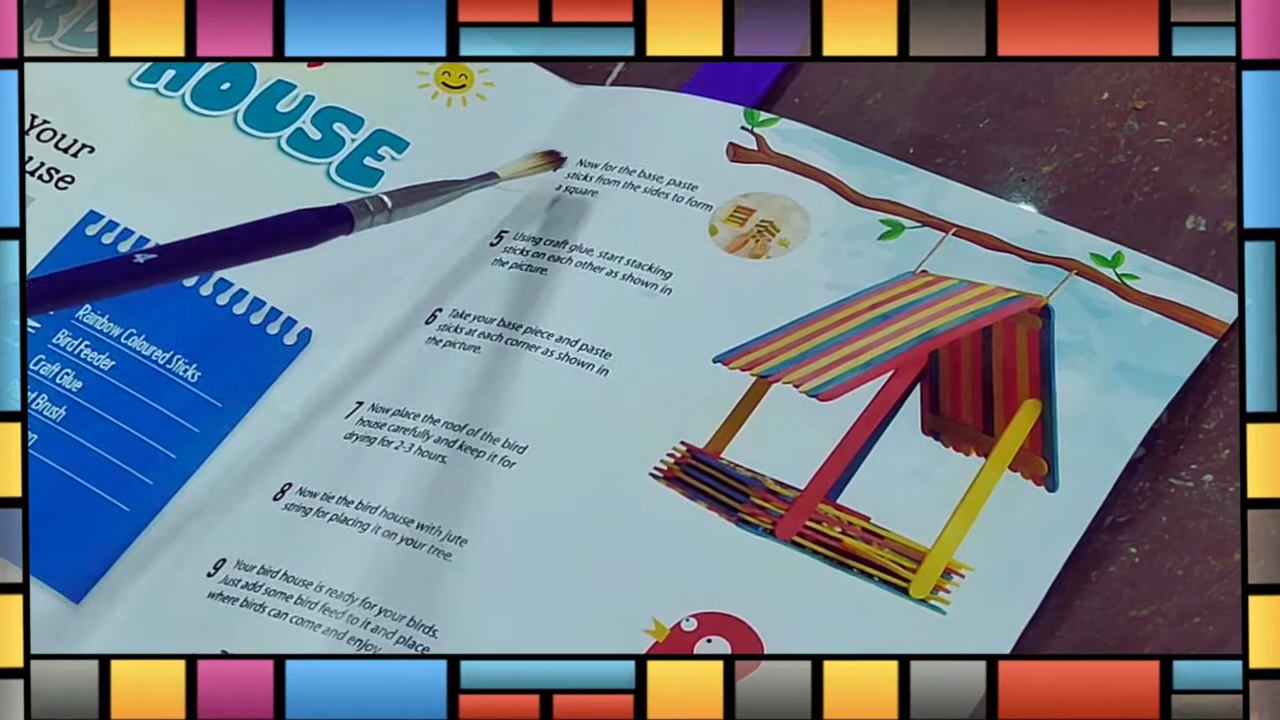 HOUSE
Your
use
4
Rainbow Coloured Sticks
Bird Feeder
Craft Glue
t Brush
Now for the base, paste
sticks from the sides to form
a square.
5 Using craft glue, start stacking
sticks on each other as shown in
the picture.
6 Take your base piece and paste
sticks at each corner as shown in
the picture.
7 Now place the roof of the bird
house carefully and keep it for
drying for 2-3 hours.
8 Now tie the bird house with jute
string for placing it on your tree.
9 Your bird house is ready for your birds.
Just add some bird feed to it and place
where birds can come and enjoy